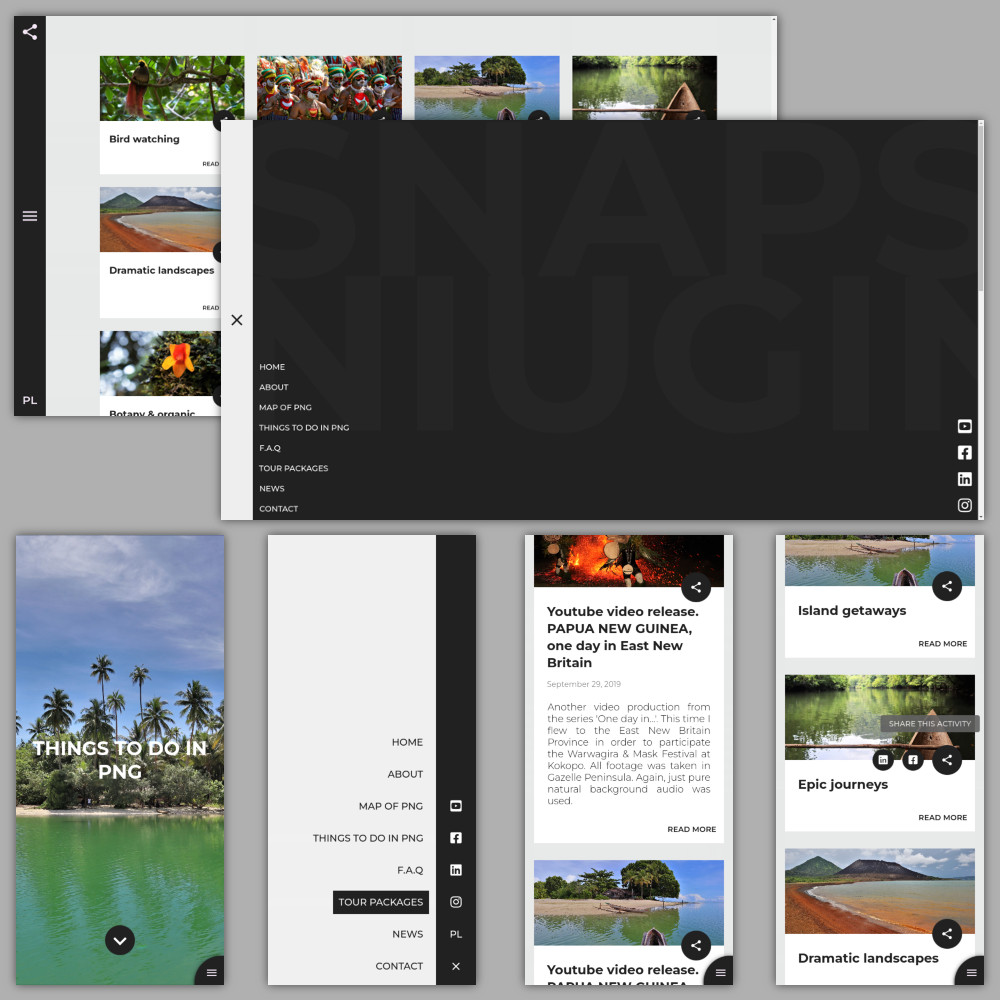 Bird watching
READ
Dramatic landscapes
READ
Botany & organic
PL
SNAPS
NIUGIN
HOME
ABOUT
MAP OF PNG
THINGS TO DO IN PNG
F.A.Q
TOUR PACKAGES
NEWS
CONTACT
THINGS TO DO IN
PNG
HOME
ABOUT
MAP OF PNG
THINGS TO DO IN PNG
F.A.Q
TOUR PACKAGES
NEWS
PL
CONTACT
Youtube video release.
PAPUA NEW GUINEA,
one day in East New
Britain
September 29, 2019
Another video production from
the series 'One day in...'. This time I
flew to the East New Britain
Province in order to participate
the Warwagira & Mask Festival at
Kokopo. All footage was taken in
Gazelle Peninsula. Again, just pure
natural background audio was
used.
READ MORE
Youtube video release.
PAPUA NEW GUINEA,
Island getaways
READ MORE
SHARE THIS ACTIVITY
Epic journeys
READ MORE
Dramatic landscapes